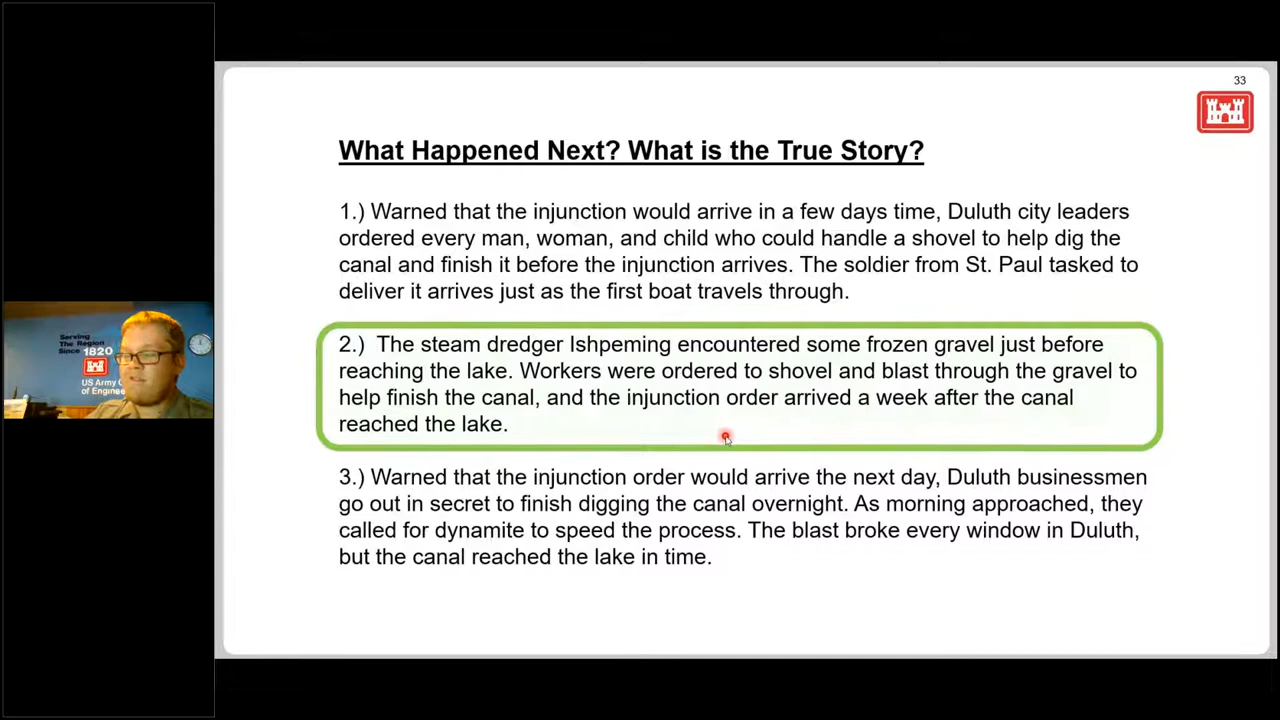 33
What Happened Next? What is the True Story?
1.) Warned that the injunction would arrive in a few days time, Duluth city leaders
ordered every man, woman, and child who could handle a shovel to help dig the
canal and finish it before the injunction arrives. The soldier from St. Paul tasked to
deliver it arrives just as the first boat travels through.
2.) The steam dredger Ishpeming encountered some frozen gravel just before
reaching the lake. Workers were ordered to shovel and blast through the gravel to
help finish the canal, and the injunction order arrived a week after the canal
reached the lake.
3.) Warned that the injunction order would arrive the next day, Duluth businessmen
go out in secret to finish digging the canal overnight. As morning approached, they
called for dynamite to speed the process. The blast broke every window in Duluth,
but the canal reached the lake in time.
Serving
The Region
Since 1820
US Army
of Engine